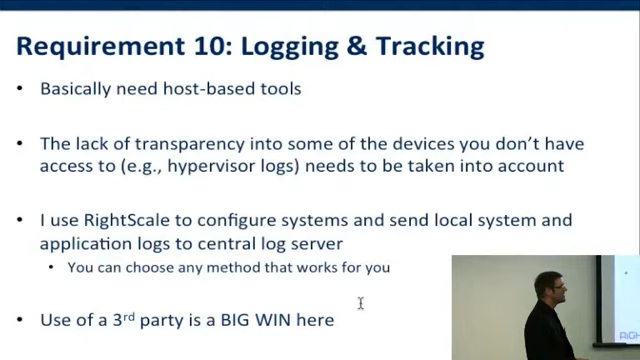 Requirement 10: Logging & Tracking
• Basically need host-based tools
• The lack of transparency into some of the devices you don't have
access to (e.g., hypervisor logs) needs to be taken into account
• I use RightScale to configure systems and send local system and
application logs to central log server
• You can choose any method that works for you
• Use of a 3rd party is a BIG WIN here